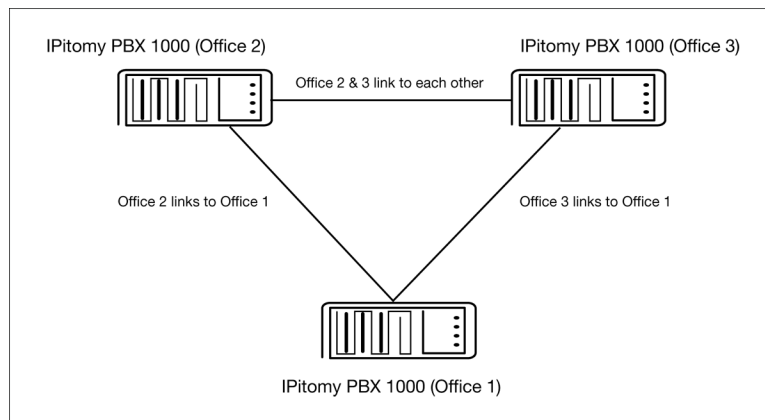 IPitomy PBX 1000 (Office 2)
IPitomy PBX 1000 (Office 3)
Office 2 & 3 link to each other
Office 2 links to Office 1
Office 3 links to Office 1
IPitomy PBX 1000 (Office 1)